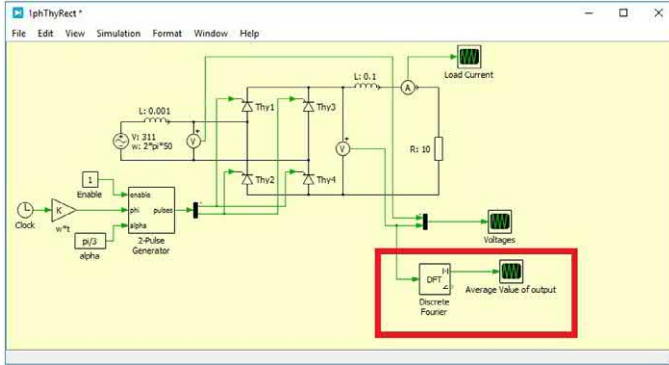 1phThyRect *
File Edit View Simulation Format Window Help
Load Current
L: 0.1
A
Thy1
Thy3
L: 0.001
V: 311
w: 2*pi*50
V
V
R: 10
Thy2
Thy4
1
Enable
enable
phi
pulses
alpha
K
Clock
w*t
pi/3
alpha
2-Pulse
Generator
Voltages
DFT
Discrete
Fourier
Average Value of output